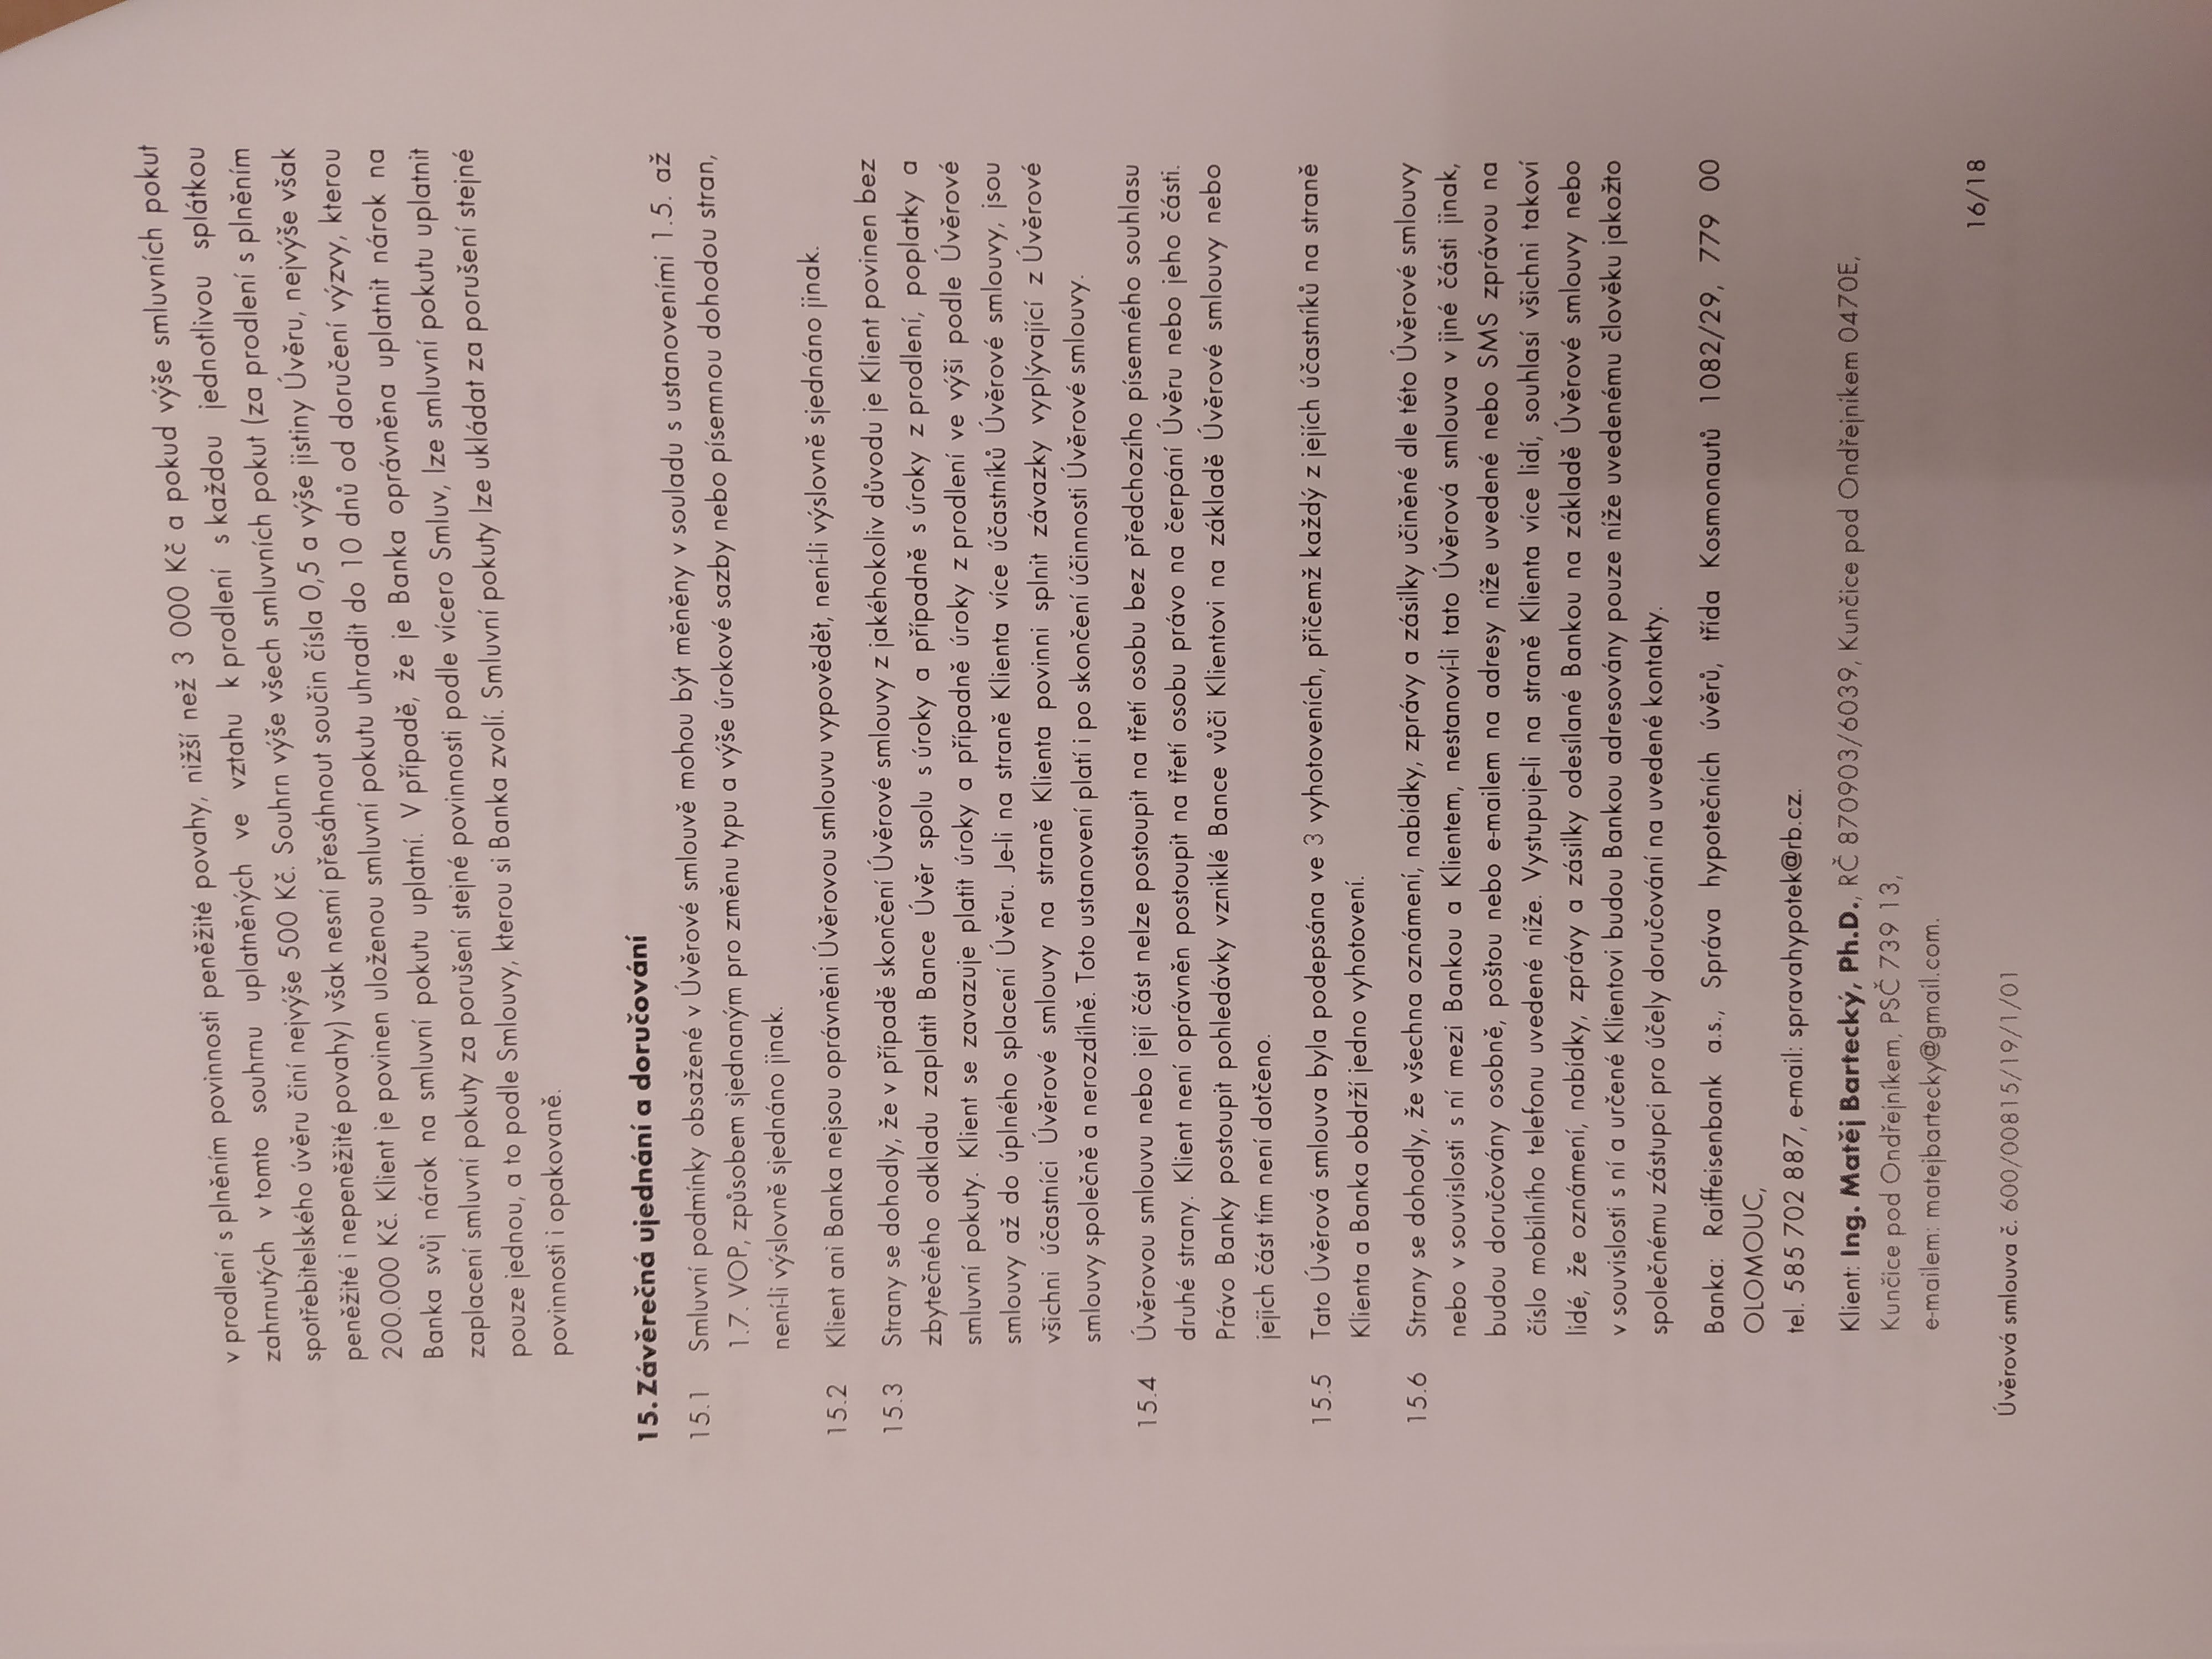 v prodlení s plněním povinnosti peněžité povahy, nižší než 3 000 Kč a pokud výše smluvních pokut
zahrnutých v tomto souhrnu uplatněných ve vztahu k prodlení s každou jednotlivou splátkou
spotřebitelského úvěru činí nejvýše 500 Kč. Souhrn výše všech smluvních pokut (za prodlení s plněním
peněžité i nepeněžité povahy) však nesmí přesáhnout součin čísla 0,5 a výše jistiny Úvěru, nejvýše však
200.000 Kč. Klient je povinen uloženou smluvní pokutu uhradit do 10 dnů od doručení výzvy, kterou
Banka svůj nárok na smluvní pokutu uplatní. V případě, že je Banka oprávněna uplatnit nárok na
zaplacení smluvní pokuty za porušení stejné povinnosti podle vícero Smluv, lze smluvní pokutu uplatnit
pouze jednou, a to podle Smlouvy, kterou si Banka zvolí. Smluvní pokuty lze ukládat za porušení stejné
povinnosti i opakovaně.
15. Závěrečná ujednání a doručování
15.1 Smluvní podmínky obsažené v Úvěrové smlouvě mohou být měněny v souladu s ustanoveními 1.5. až
1.7. VOP, způsobem sjednaným pro změnu typu a výše úrokové sazby nebo písemnou dohodou stran,
není-li výslovně sjednáno jinak.
15.2 Klient ani Banka nejsou oprávněni Úvěrovou smlouvu vypovědět, není-li výslovně sjednáno jinak.
15.3 Strany se dohodly, že v případě skončení Úvěrové smlouvy z jakéhokoliv důvodu je Klient povinen bez
zbytečného odkladu zaplatit Bance Úvěr spolu s úroky a případně s úroky z prodlení, poplatky a
smluvní pokuty. Klient se zavazuje platit úroky a případně úroky z prodlení ve výši podle Úvěrové
smlouvy až do úplného splacení Úvěru. Je-li na straně Klienta více účastníků Úvěrové smlouvy, jsou
všichni účastníci Úvěrové smlouvy na straně Klienta povinni splnit závazky vyplývající z Úvěrové
smlouvy společně a nerozdílně. Toto ustanovení platí i po skončení účinnosti Úvěrové smlouvy.
15.4 Úvěrovou smlouvu nebo její část nelze postoupit na třetí osobu bez předchozího písemného souhlasu
druhé strany. Klient není oprávněn postoupit na třetí osobu právo na čerpání Úvěru nebo jeho části.
Právo Banky postoupit pohledávky vzniklé Bance vůči Klientovi na základě Úvěrové smlouvy nebo
jejich část tím není dotčeno.
15.5 Tato Úvěrová smlouva byla podepsána ve 3 vyhotoveních, přičemž každý z jejích účastníků na straně
Klienta a Banka obdrží jedno vyhotovení.
15.6 Strany se dohodly, že všechna oznámení, nabídky, zprávy a zásilky učiněné dle této Úvěrové smlouvy
nebo v souvislosti s ní mezi Bankou a Klientem, nestanoví-li tato Úvěrová smlouva v jiné části jinak,
budou doručovány osobně, poštou nebo e-mailem na adresy níže uvedené nebo SMS zprávou na
číslo mobilního telefonu uvedené níže. Vystupuje-li na straně Klienta více lidí, souhlasí všichni takoví
lidé, že oznámení, nabídky, zprávy a zásilky odesílané Bankou na základě Úvěrové smlouvy nebo
v souvislosti s ní a určené Klientovi budou Bankou adresovány pouze níže uvedenému člověku jakožto
společnému zástupci pro účely doručování na uvedené kontakty.
Banka: Raiffeisenbank a.s., Správa hypotečních úvěrů, třída Kosmonautů 1082/29, 779 00
OLOMOUC,
tel. 585 702 887, e-mail: spravahypotek@rb.cz.
Klient: Ing. Matěj Bartecký, Ph.D., RČ 870903/6039, Kunčice pod Ondřejníkem 0470E,
Kunčice pod Ondřejníkem, PSČ 739 13,
e-mailem: matejbartecky@gmail.com.
16/18
Úvěrová smlouva č. 600/00815/19/1/01